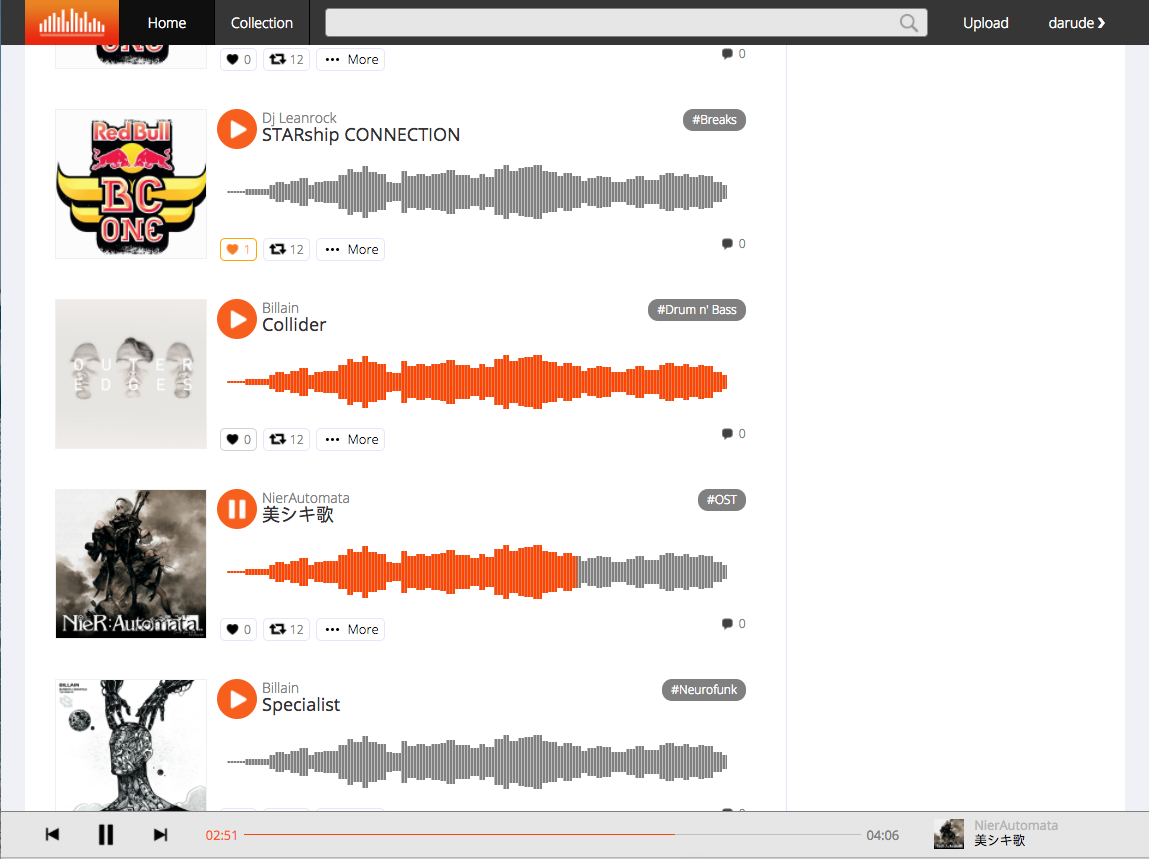 Home
Collection
Upload
darude
ONE
0
12
More
0
Red Bull
BC
ONE
Dj Leanrock
STARship CONNECTION
#Breaks
1
12
More
0
OUTER
EDGES
Billain
Collider
#Drum n' Bass
0
12
More
0
NieR:Automata
NierAutomata
美シキ歌
#OST
0
12
More
0
BILLAIN
Billain
Specialist
#Neurofunk
02:51
04:06
NierAutomata
美シキ歌